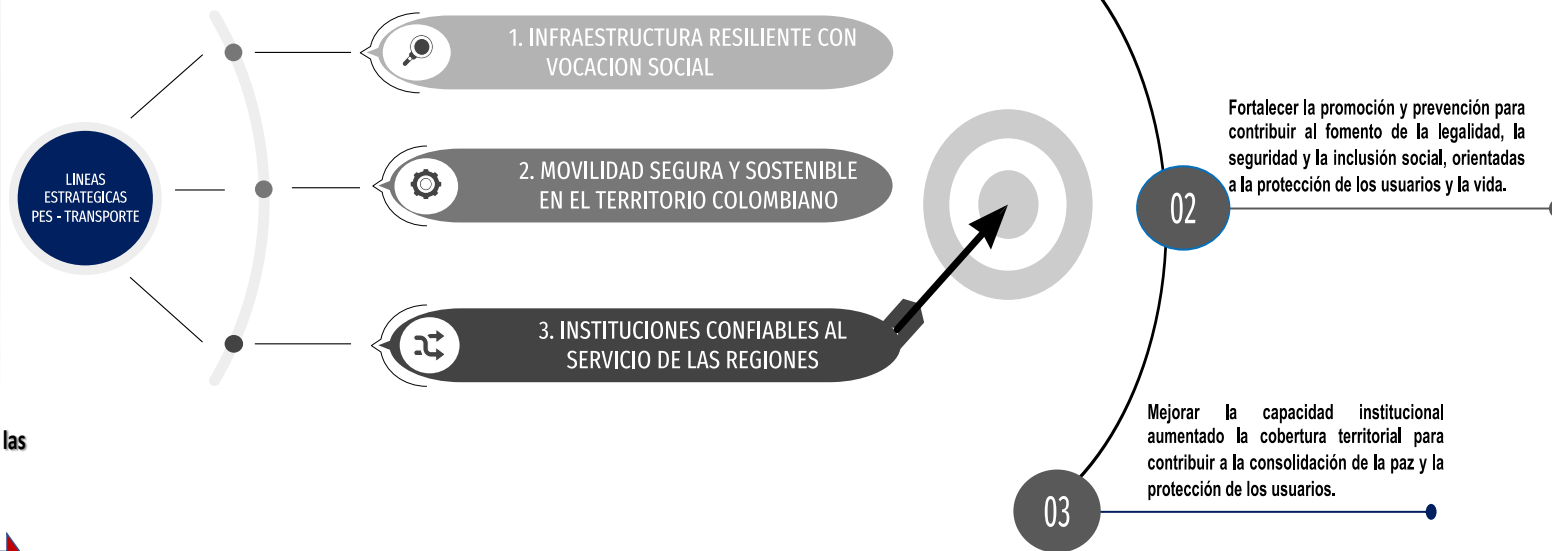 1. INFRAESTRUCTURA RESILIENTE CON
VOCACION SOCIAL
LINEAS
ESTRATEGICAS
PES - TRANSPORTE
2. MOVILIDAD SEGURA Y SOSTENIBLE
EN EL TERRITORIO COLOMBIANO
3. INSTITUCIONES CONFIABLES AL
SERVICIO DE LAS REGIONES
las
Fortalecer la promoción y prevención para
contribuir al fomento de la legalidad, la
seguridad y la inclusión social, orientadas
a la protección de los usuarios y la vida.
02
Mejorar la capacidad institucional
aumentado la cobertura territorial para
contribuir a la consolidación de la paz y la
protección de los usuarios.
03